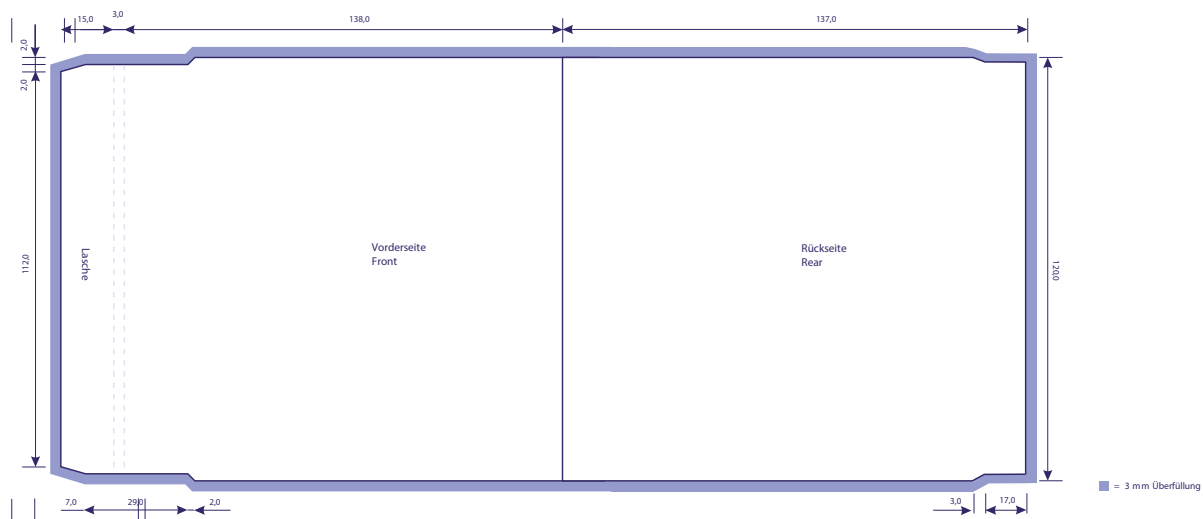 15,0
3,0
138,0
137,0
2,0
2,0
112,0
Lasche
Vorderseite
Front
Rückseite
Rear
120,0
7,0
29,0
2,0
3,0
17,0
= 3 mm Überfüllung